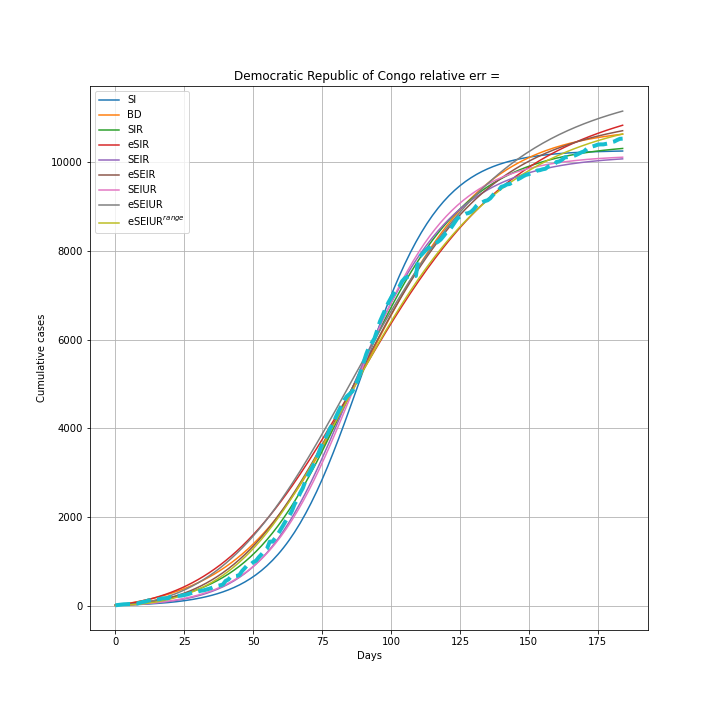 Democratic Republic of Congo relative err =
SI
BD
SIR
eSIR
SEIR
eSEIR
SEIUR
eSEIUR
eSEIUR^range
10000
8000
6000
4000
2000
0
Cumulative cases
0 25 50 75 100 125 150 175
Days